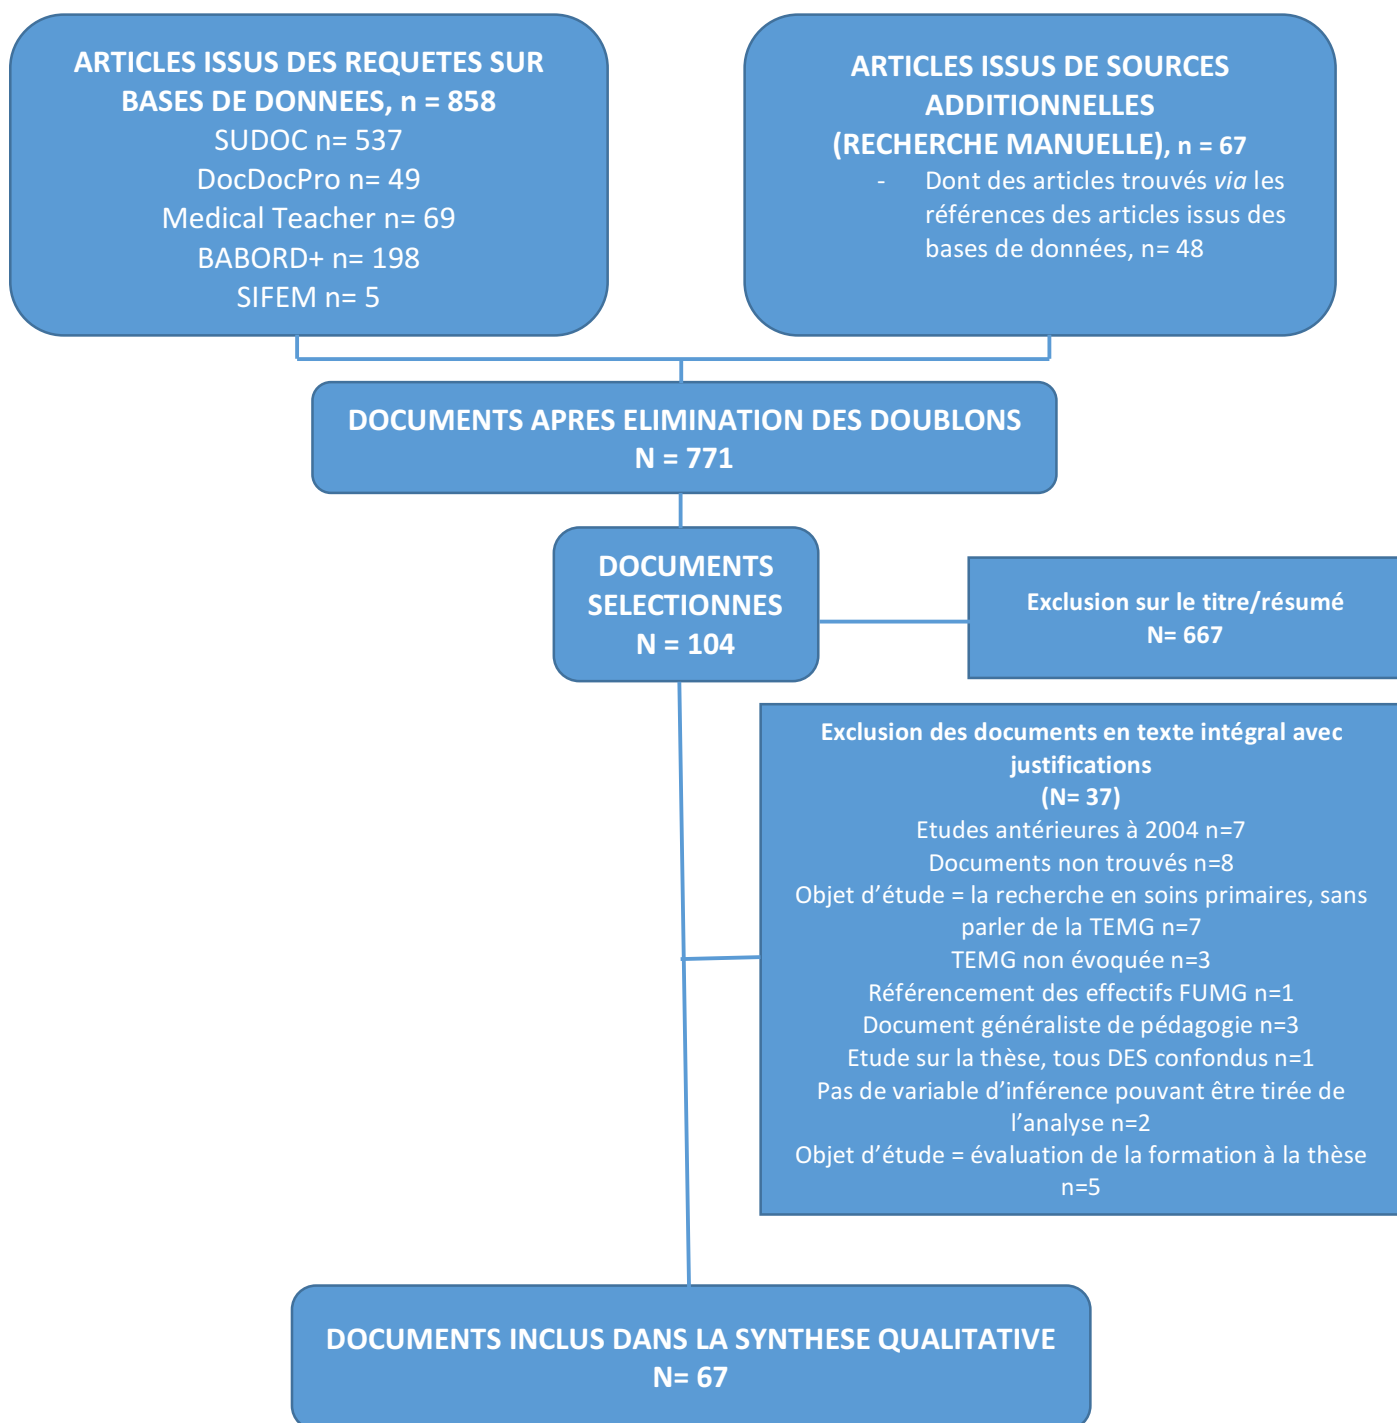 ARTICLES ISSUS DES REQUETES SUR
BASES DE DONNEES, n = 858
SUDOC n= 537
DocDocPro n= 49
Medical Teacher n= 69
BABORD+ n= 198
SIFEM n= 5
ARTICLES ISSUS DE SOURCES
ADDITIONNELLES
(RECHERCHE MANUELLE), n = 67
- Dont des articles trouvés via les
références des articles issus des
bases de données, n= 48
DOCUMENTS APRES ELIMINATION DES DOUBLONS
N = 771
DOCUMENTS
SELECTIONNES
N = 104
Exclusion sur le titre/résumé
N= 667
Exclusion des documents en texte intégral avec
justifications
(N= 37)
Etudes antérieures à 2004 n=7
Documents non trouvés n=8
Objet d’étude = la recherche en soins primaires, sans
parler de la TEMG n=7
TEMG non évoquée n=3
Référencement des effectifs FUMG n=1
Document généraliste de pédagogie n=3
Etude sur la thèse, tous DES confondus n=1
Pas de variable d’inférence pouvant être tirée de
l’analyse n=2
Objet d’étude = évaluation de la formation à la thèse
n=5
DOCUMENTS INCLUS DANS LA SYNTHESE QUALITATIVE
N= 67